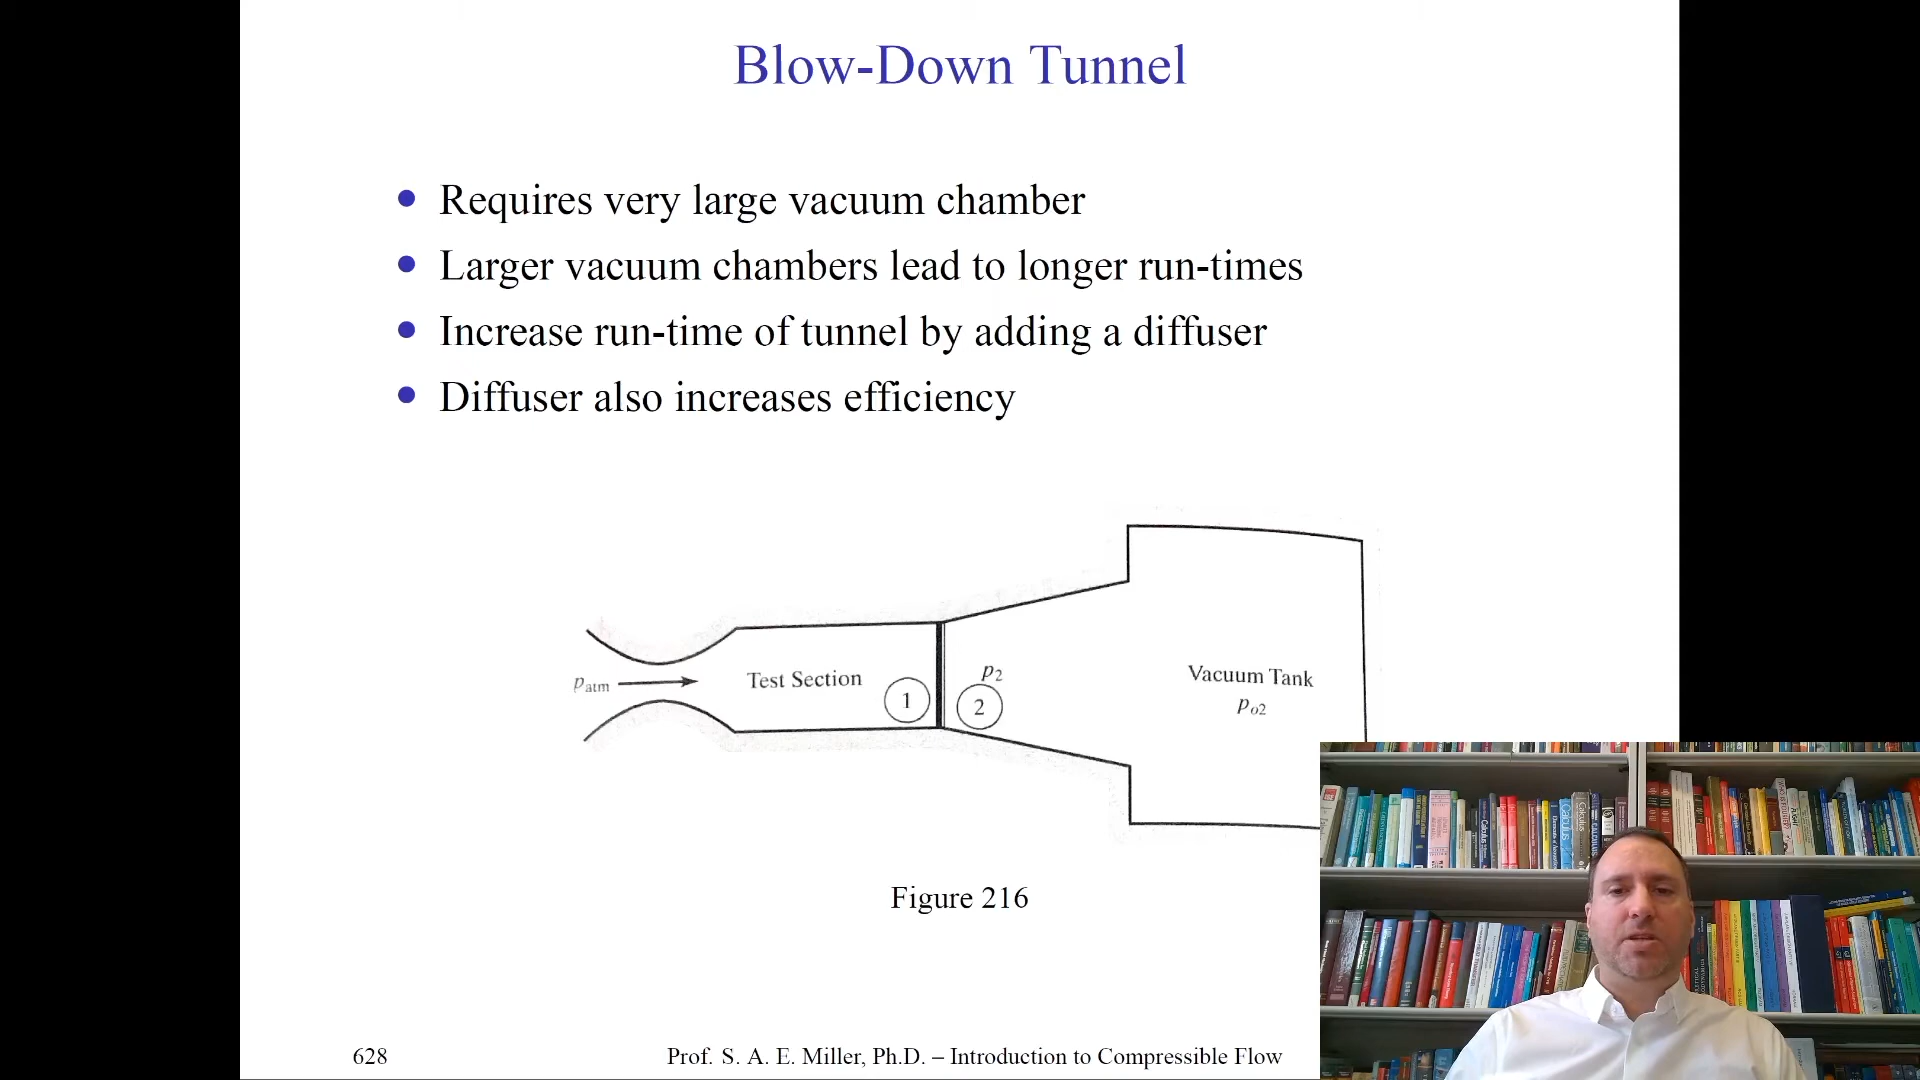 Blow-Down Tunnel
Requires very large vacuum chamber
Larger vacuum chambers lead to longer run-times
Increase run-time of tunnel by adding a diffuser
Diffuser also increases efficiency
patm
Test Section
1
p2
2
Vacuum Tank
po2
Figure 216
628
Prof. S. A. E. Miller, Ph.D. – Introduction to Compressible Flow
Calculus
Calculus